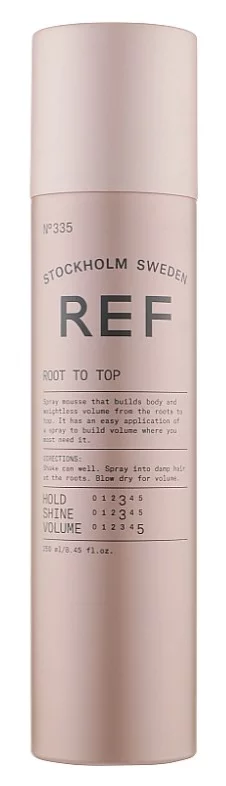 Nº335
STOCKHOLM SWEDEN
REF
ROOT TO TOP
Spray mousse that builds body and
weightless volume from the roots to
top. It has an easy application of
a spray to build volume where you
most need it.
DIRECTIONS:
Shake can well. Spray into damp hair
at the roots. Blow dry for volume.
HOLD 0 1 2 3 4 5
SHINE 0 1 2 3 4 5
VOLUME 0 1 2 3 4 5
250 ml/8.45 fl.oz.